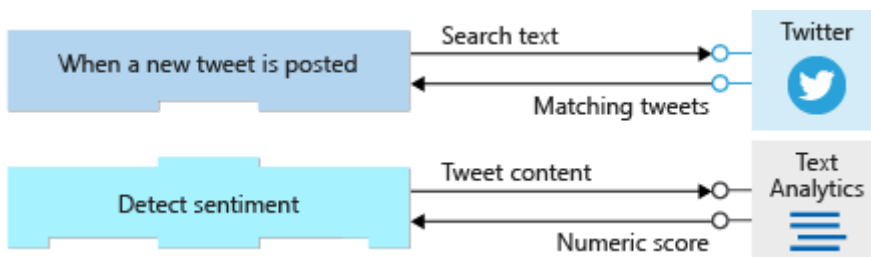 When a new tweet is posted
Search text
Matching tweets
Twitter
Detect sentiment
Tweet content
Numeric score
Text
Analytics